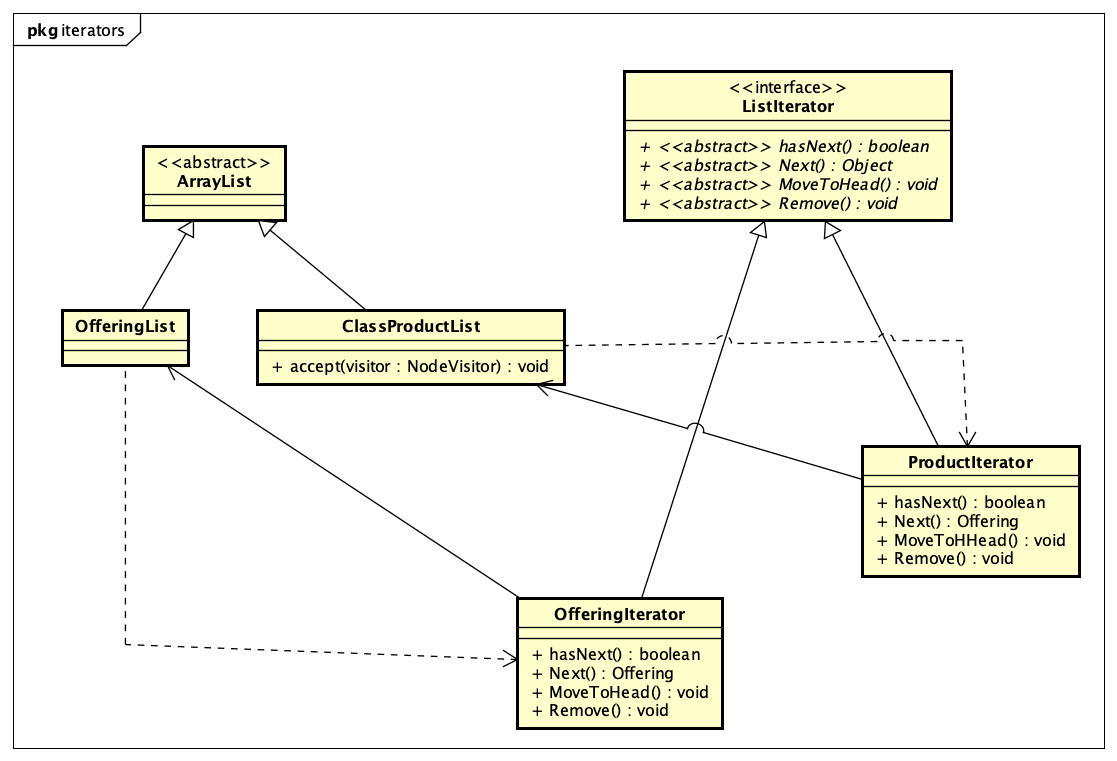 pkg iterators
<<interface>>
ListIterator
+ <<abstract>> hasNext() : boolean
+ <<abstract>> Next() : Object
+ <<abstract>> MoveToHead() : void
+ <<abstract>> Remove() : void
<<abstract>>
ArrayList
OfferingList
ClassProductList
+ accept(visitor : NodeVisitor) : void
ProductIterator
+ hasNext() : boolean
+ Next() : Offering
+ MoveToHHead() : void
+ Remove() : void
OfferingIterator
+ hasNext() : boolean
+ Next() : Offering
+ MoveToHead() : void
+ Remove() : void